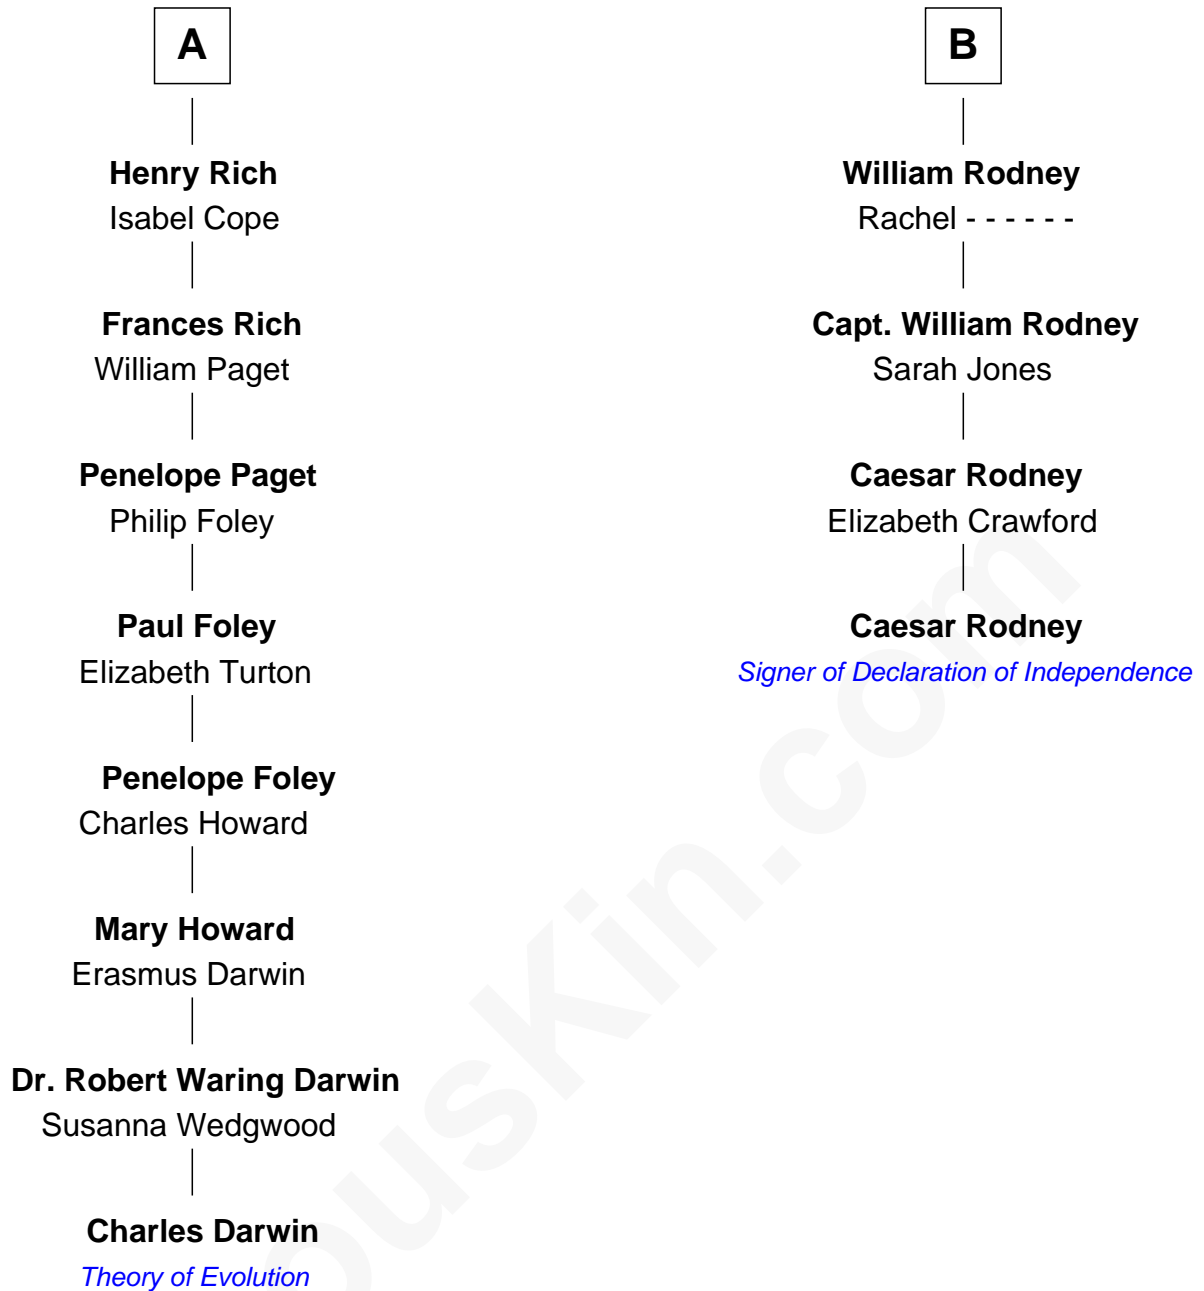 A
Henry Rich
Isabel Cope
Frances Rich
William Paget
Penelope Paget
Philip Foley
Paul Foley
Elizabeth Turton
Penelope Foley
Charles Howard
Mary Howard
Erasmus Darwin
Dr. Robert Waring Darwin
Susanna Wedgwood
Charles Darwin
Theory of Evolution
B
William Rodney
Rachel - - - - - -
Capt. William Rodney
Sarah Jones
Caesar Rodney
Elizabeth Crawford
Caesar Rodney
Signer of Declaration of Independence
ousKin.com